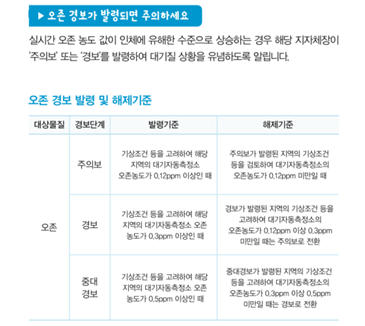 ▶ 오존 경보가 발령되면 주의하세요
실시간 오존 농도 값이 인체에 유해한 수준으로 상승하는 경우 해당 지자체장이
‘주의보’ 또는 ‘경보’를 발령하여 대기질 상황을 유념하도록 알립니다.
오존 경보 발령 및 해제기준
대상물질 경보단계 발령기준 해제기준
오존
주의보
기상조건 등을 고려하여 해당
지역의 대기자동측정소
오존농도가 0.12ppm 이상인 때
주의보가 발령된 지역의 기상조건
등을 검토하여 대기자동측정소의
오존농도가 0.12ppm 미만일 때
경보
기상조건 등을 고려하여 해당
지역의 대기자동측정소 오존
농도가 0.3ppm 이상인 때
경보가 발령된 지역의 기상조건 등을
고려하여 대기자동측정소의
오존농도가 0.12ppm 이상 0.3ppm
미만일 때는 주의보로 전환
중대
경보
기상조건 등을 고려하여 해당
지역의 대기자동측정소 오존
농도가 0.5ppm 이상인 때
중대경보가 발령된 지역의 기상조건
등을 고려하여 대기자동측정소의
오존농도가 0.3ppm 이상 0.5ppm
미만일 때는 경보로 전환